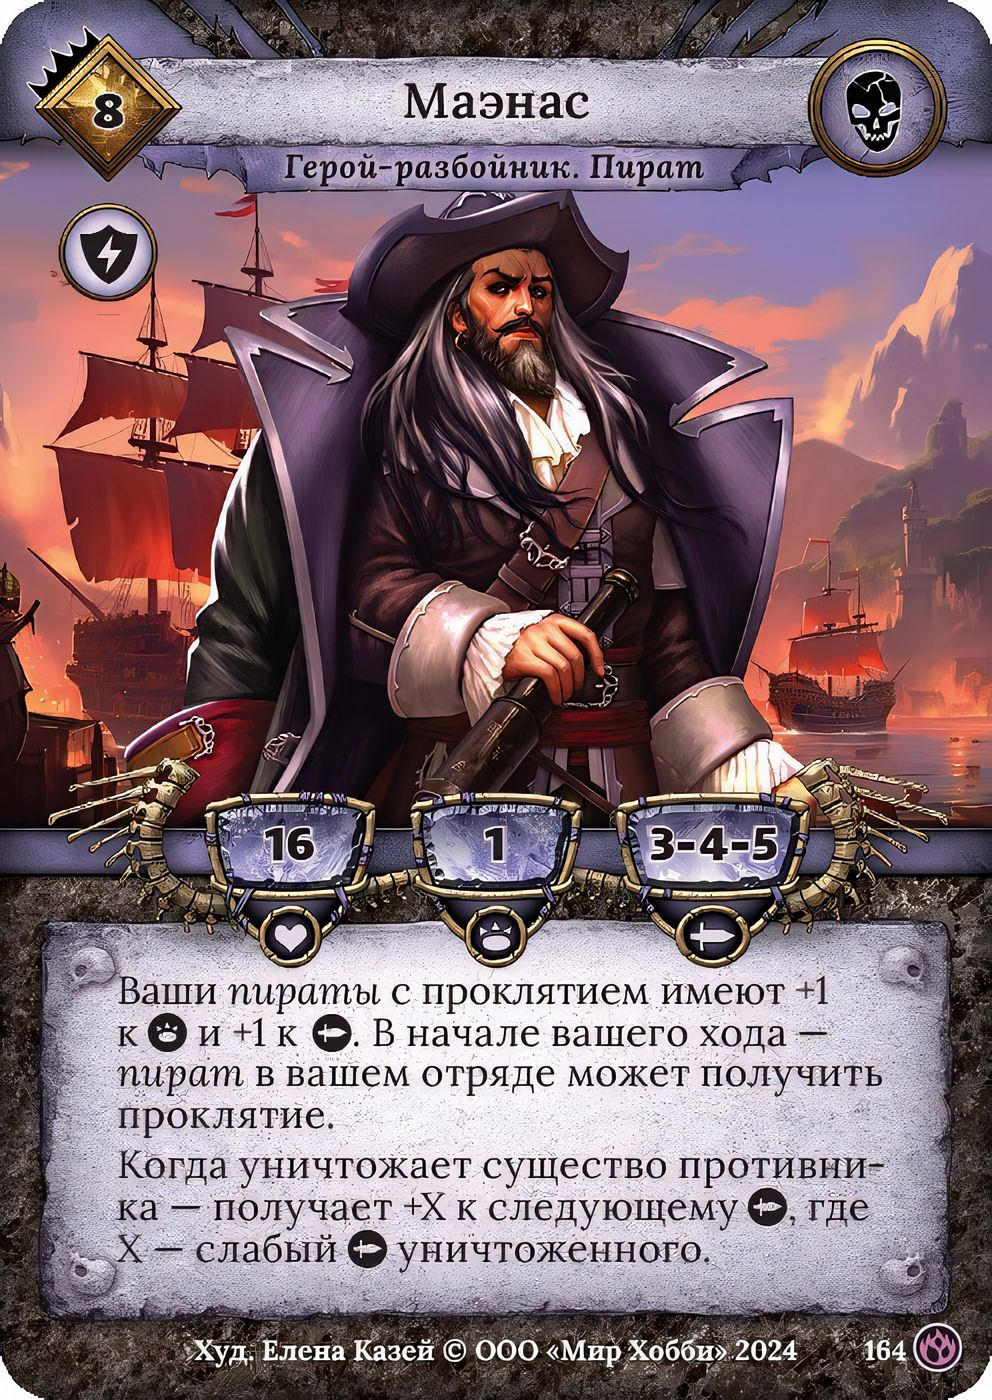 8
Маэнас
Герой-разбойник. Пират
16
1
3-4-5
Ваши пираты с проклятием имеют +1
к и +1 к . В начале вашего хода —
пират в вашем отряде может получить
проклятие.
Когда уничтожает существо противни-
ка — получает +X к следующему , где
X — слабый уничтоженного.
Худ. Елена Казей © ООО «Мир Хобби» 2024
164